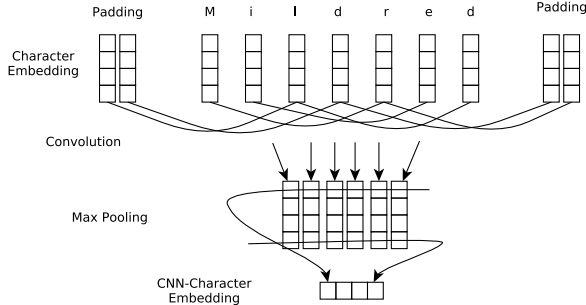 Padding M i l d r e d Padding
Character
Embedding
Convolution
Max Pooling
CNN-Character
Embedding